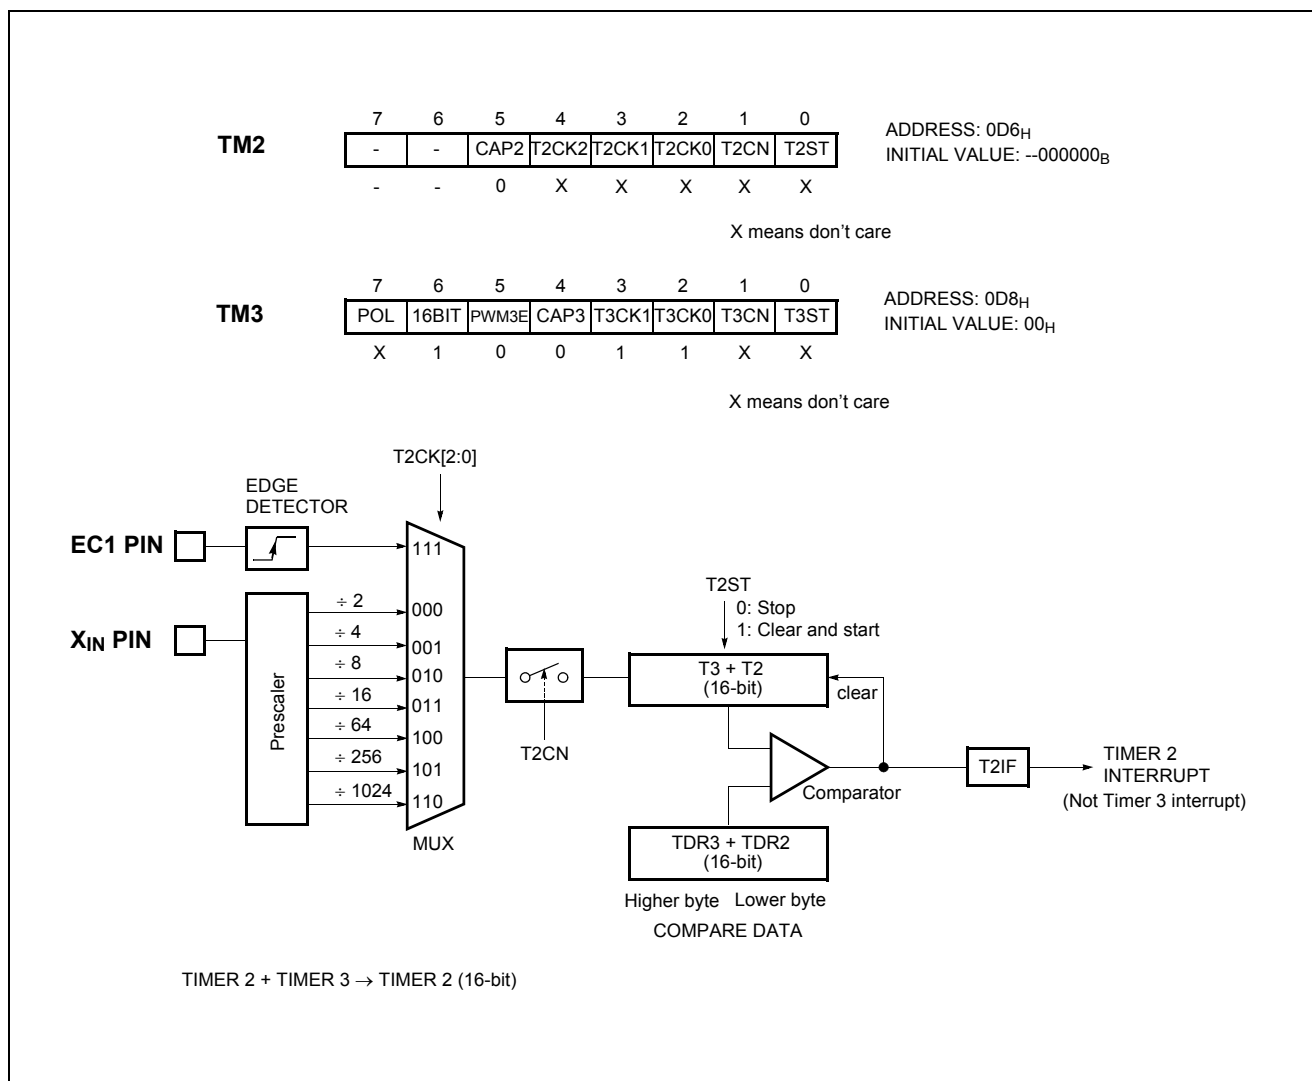 7 6 5 4 3 2 1 0
TM2 - - CAP2 T2CK2 T2CK1 T2CK0 T2CN T2ST
ADDRESS: 0D6H
INITIAL VALUE: --000000B
- - 0 X X X X X
X means don't care
7 6 5 4 3 2 1 0
TM3 POL 16BIT PWM3E CAP3 T3CK1 T3CK0 T3CN T3ST
ADDRESS: 0D8H
INITIAL VALUE: 00H
X 1 0 0 1 1 X X
X means don't care
T2CK[2:0]
EDGE
DETECTOR
EC1 PIN
111
XIN PIN
Prescaler
÷ 2 000
÷ 4 001
÷ 8 010
÷ 16 011
÷ 64 100
÷ 256 101
÷ 1024 110
MUX
T2CN
T2ST
0: Stop
1: Clear and start
T3 + T2
(16-bit)
clear
Comparator
T2IF
TIMER 2
INTERRUPT
(Not Timer 3 interrupt)
TDR3 + TDR2
(16-bit)
Higher byte Lower byte
COMPARE DATA
TIMER 2 + TIMER 3 → TIMER 2 (16-bit)